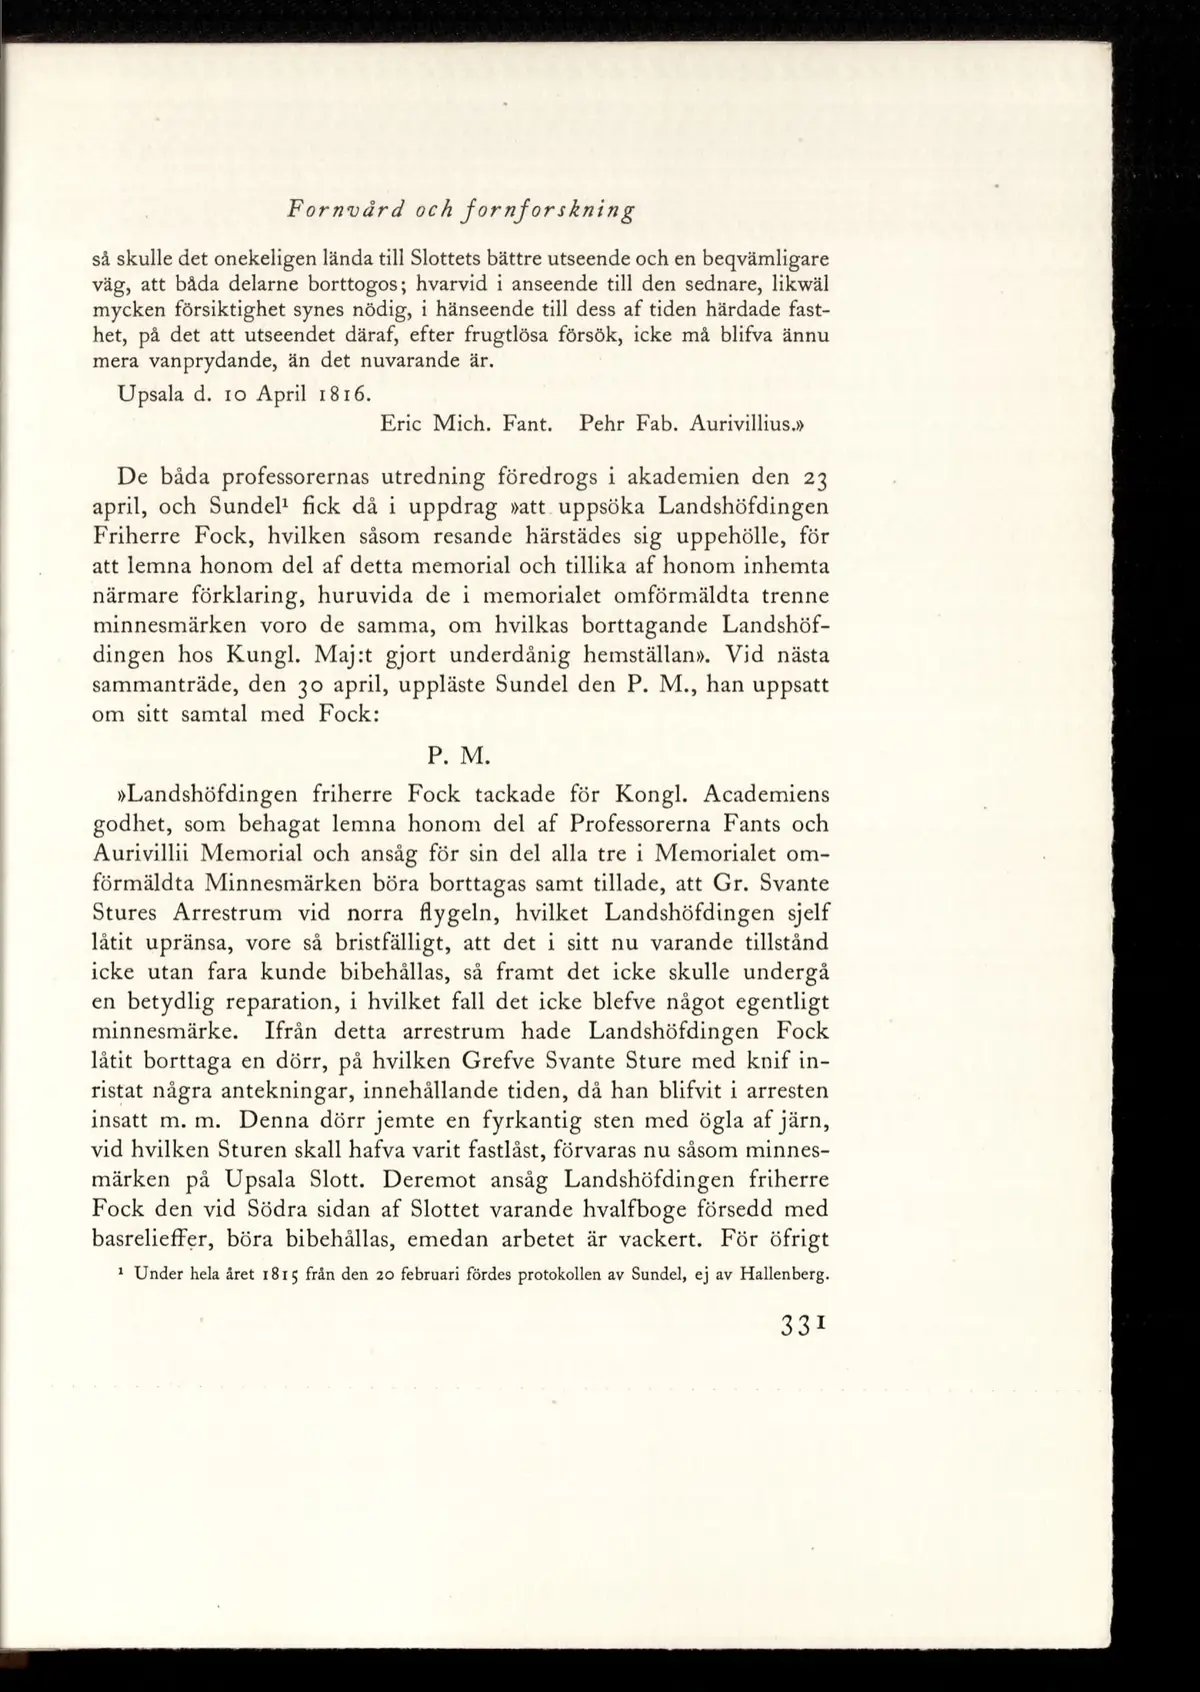 Fornvård och fornforskning
så skulle det onekeligen lända till Slottets bättre utseende och en beqvämligare
väg, att båda delarne borttogos; hvarvid i anseende till den sednare, likwäl
mycken försiktighet synes nödig, i hänseende till dess af tiden härdade fast-
het, på det att utseendet däraf, efter frugtlösa försök, icke må blifva ännu
mera vanprydande, än det nuvarande är.
Upsala d. 10 April 1816.
Eric Mich. Fant. Pehr Fab. Aurivillius.»
De båda professorernas utredning föredrogs i akademien den 23
april, och Sundel¹ fick då i uppdrag »att uppsöka Landshöfdingen
Friherre Fock, hvilken såsom resande härstädes sig uppehölle, för
att lemna honom del af detta memorial och tillika af honom inhemta
närmare förklaring, huruvida de i memorialet omförmäldta trenne
minnesmärken voro de samma, om hvilkas borttagande Landshöf-
dingen hos Kungl. Maj:t gjort underdånig hemställan». Vid nästa
sammanträde, den 30 april, uppläste Sundel den P. M., han uppsatt
om sitt samtal med Fock:
P. M.
»Landshöfdingen friherre Fock tackade för Kongl. Academiens
godhet, som behagat lemna honom del af Professorerna Fants och
Aurivillii Memorial och ansåg för sin del alla tre i Memorialet om-
förmäldta Minnesmärken böra borttagas samt tillade, att Gr. Svante
Stures Arrestrum vid norra flygeln, hvilket Landshöfdingen sjelf
låtit upränsa, vore så bristfälligt, att det i sitt nu varande tillstånd
icke utan fara kunde bibehållas, så framt det icke skulle undergå
en betydlig reparation, i hvilket fall det icke blefve något egentligt
minnesmärke. Ifrån detta arrestrum hade Landshöfdingen Fock
låtit borttaga en dörr, på hvilken Grefve Svante Sture med knif in-
ristat några antekningar, innehållande tiden, då han blifvit i arresten
insatt m. m. Denna dörr jemte en fyrkantig sten med ögla af järn,
vid hvilken Sturen skall hafva varit fastlåst, förvaras nu såsom minnes-
märken på Upsala Slott. Deremot ansåg Landshöfdingen friherre
Fock den vid Södra sidan af Slottet varande hvalfboge försedd med
basrelieffer, böra bibehållas, emedan arbetet är vackert. För öfrigt
¹ Under hela året 1815 från den 20 februari fördes protokollen av Sundel, ej av Hallenberg.
331